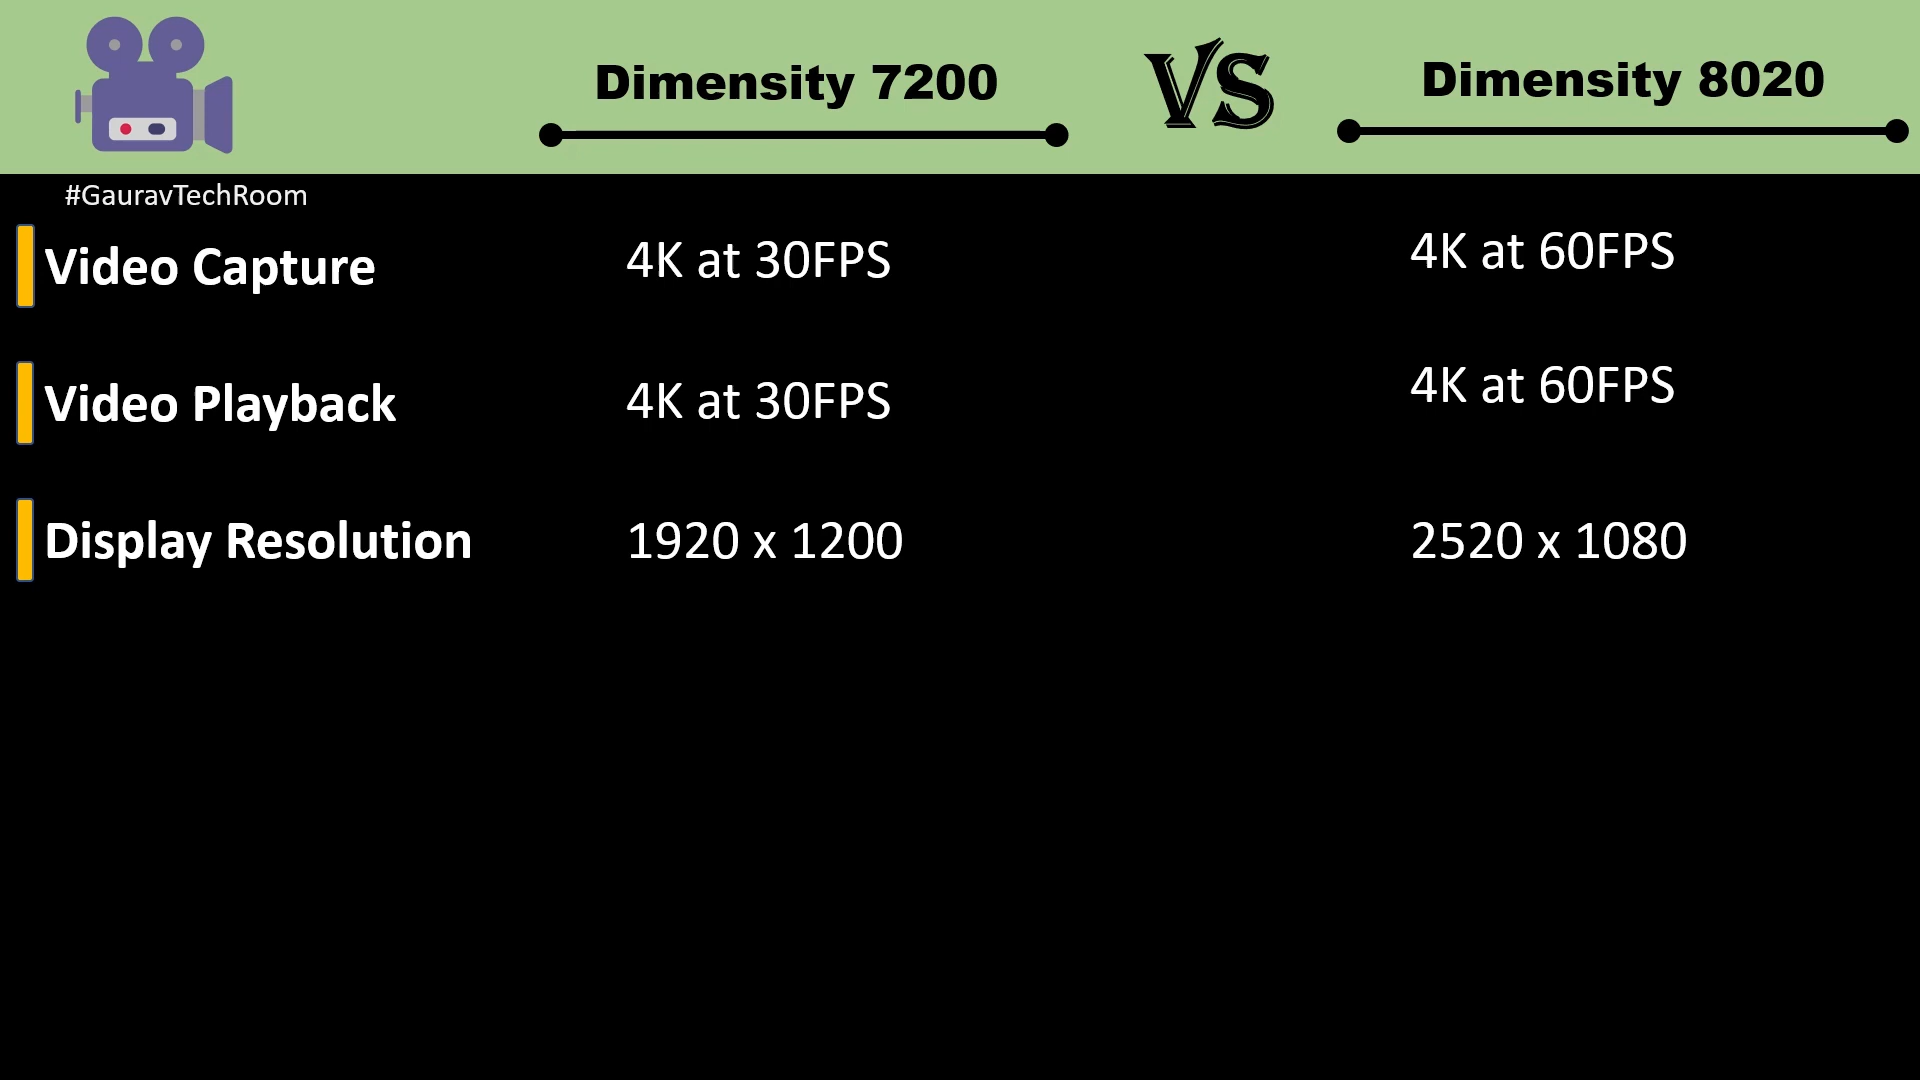 Dimensity 7200 VS Dimensity 8020
#GauravTechRoom
Video Capture 4K at 30FPS 4K at 60FPS
Video Playback 4K at 30FPS 4K at 60FPS
Display Resolution 1920 x 1200 2520 x 1080